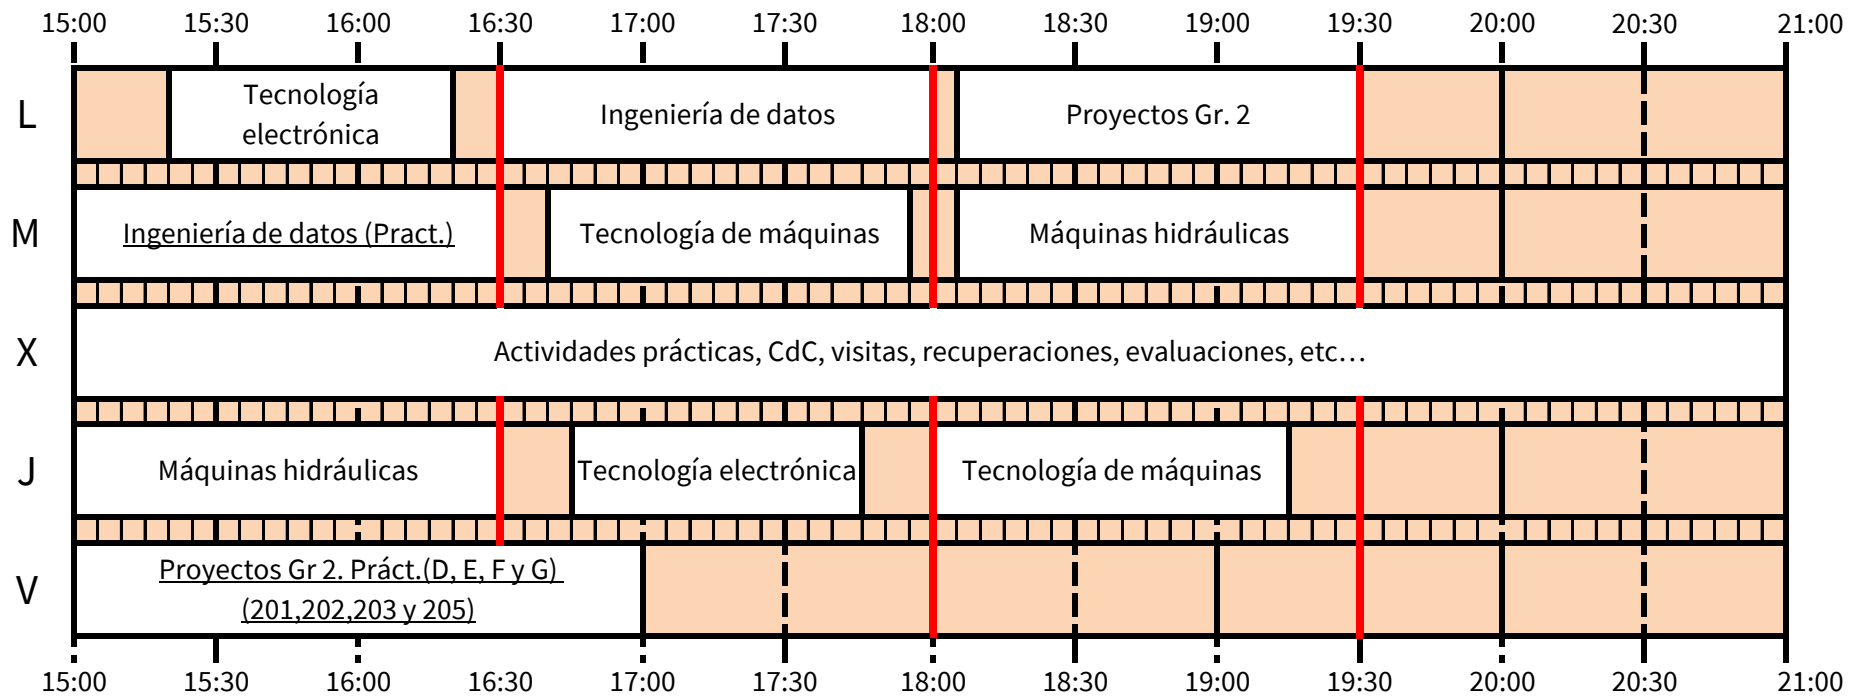 15:00 15:30 16:00 16:30 17:00 17:30 18:00 18:30 19:00 19:30 20:00 20:30 21:00
L
Tecnología
electrónica
Ingeniería de datos
Proyectos Gr. 2
M
Ingeniería de datos (Pract.)
Tecnología de máquinas
Máquinas hidráulicas
X
Actividades prácticas, CdC, visitas, recuperaciones, evaluaciones, etc…
J
Máquinas hidráulicas
Tecnología electrónica
Tecnología de máquinas
V
Proyectos Gr 2. Práct.(D, E, F y G)
(201,202,203 y 205)
15:00 15:30 16:00 16:30 17:00 17:30 18:00 18:30 19:00 19:30 20:00 20:30 21:00